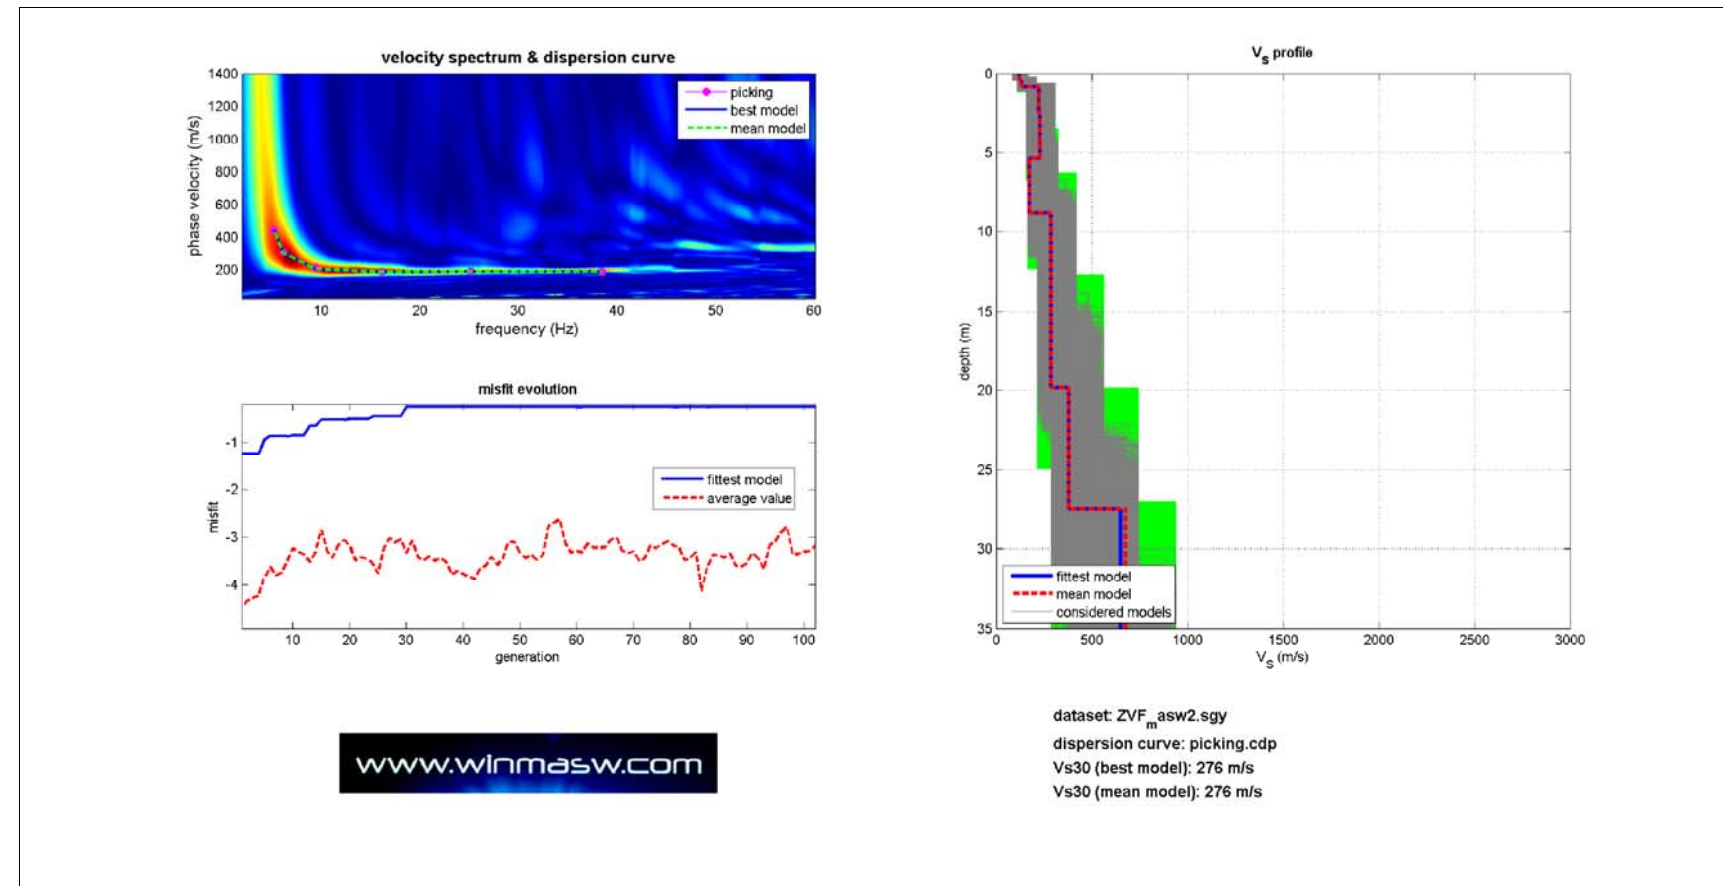 velocity spectrum & dispersion curve
1400
1200
1000
800
600
400
200
phase velocity (m/s)
picking
best model
mean model
10
20
30
40
50
60
frequency (Hz)
misfit evolution
-1
-2
-3
-4
misfit
fittest model
average value
10
20
30
40
50
60
70
80
90
100
generation
www.winmasw.com
Vs profile
0
5
10
15
20
25
30
35
depth (m)
fittest model
mean model
considered models
0
500
1000
1500
2000
2500
3000
VS (m/s)
dataset: ZVFmasw2.sgy
dispersion curve: picking.cdp
Vs30 (best model): 276 m/s
Vs30 (mean model): 276 m/s